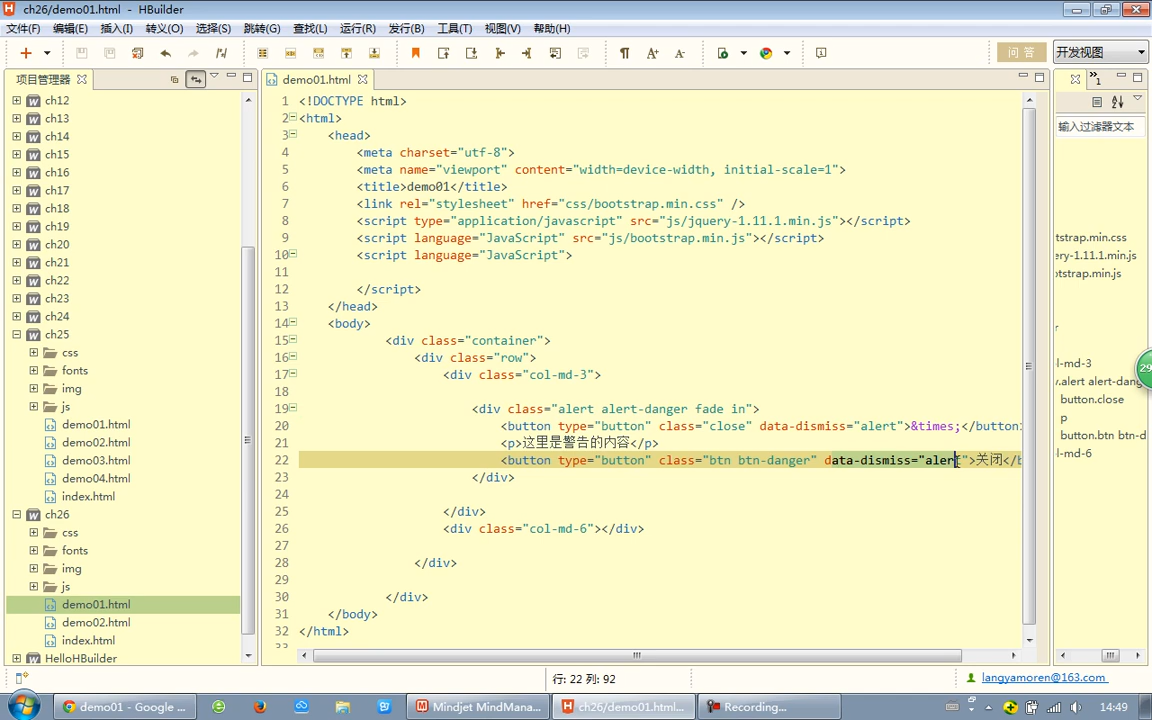 ch26/demo01.html - HBuilder
文件(F) 编辑(E) 插入(I) 转义(O) 选择(S) 跳转(G) 查找(L) 运行(R) 发行(B) 工具(T) 视图(V) 帮助(H)
问 答 开发视图
项目管理器
demo01.html
输入过滤器文本
ch12
ch13
ch14
ch15
ch16
ch17
ch18
ch19
ch20
ch21
ch22
ch23
ch24
ch25
css
fonts
img
js
demo01.html
demo02.html
demo03.html
demo04.html
index.html
ch26
css
fonts
img
js
demo01.html
demo02.html
index.html
HelloHBuilder
1 <!DOCTYPE html>
2 <html>
3 <head>
4 <meta charset="utf-8">
5 <meta name="viewport" content="width=device-width, initial-scale=1">
6 <title>demo01</title>
7 <link rel="stylesheet" href="css/bootstrap.min.css" />
8 <script type="application/javascript" src="js/jquery-1.11.1.min.js"></script>
9 <script language="JavaScript" src="js/bootstrap.min.js"></script>
10 <script language="JavaScript">
11
12 </script>
13 </head>
14 <body>
15 <div class="container">
16 <div class="row">
17 <div class="col-md-3">
18
19 <div class="alert alert-danger fade in">
20 <button type="button" class="close" data-dismiss="alert">&times;</button
21 <p>这里是警告的内容</p>
22 <button type="button" class="btn btn-danger" data-dismiss="alert">关闭</b
23 </div>
24
25 </div>
26 <div class="col-md-6"></div>
27
28 </div>
29
30 </div>
31 </body>
32 </html>
33
tstrap.min.css
ery-1.11.1.min.js
otstrap.min.js
r
l-md-3
v.alert alert-dang
button.close
p
button.btn btn-d
l-md-6
29
行: 22 列: 92
langyamoren@163.com
demo01 - Google ...
Mindjet MindMana...
ch26/demo01.html...
Recording...
14:49